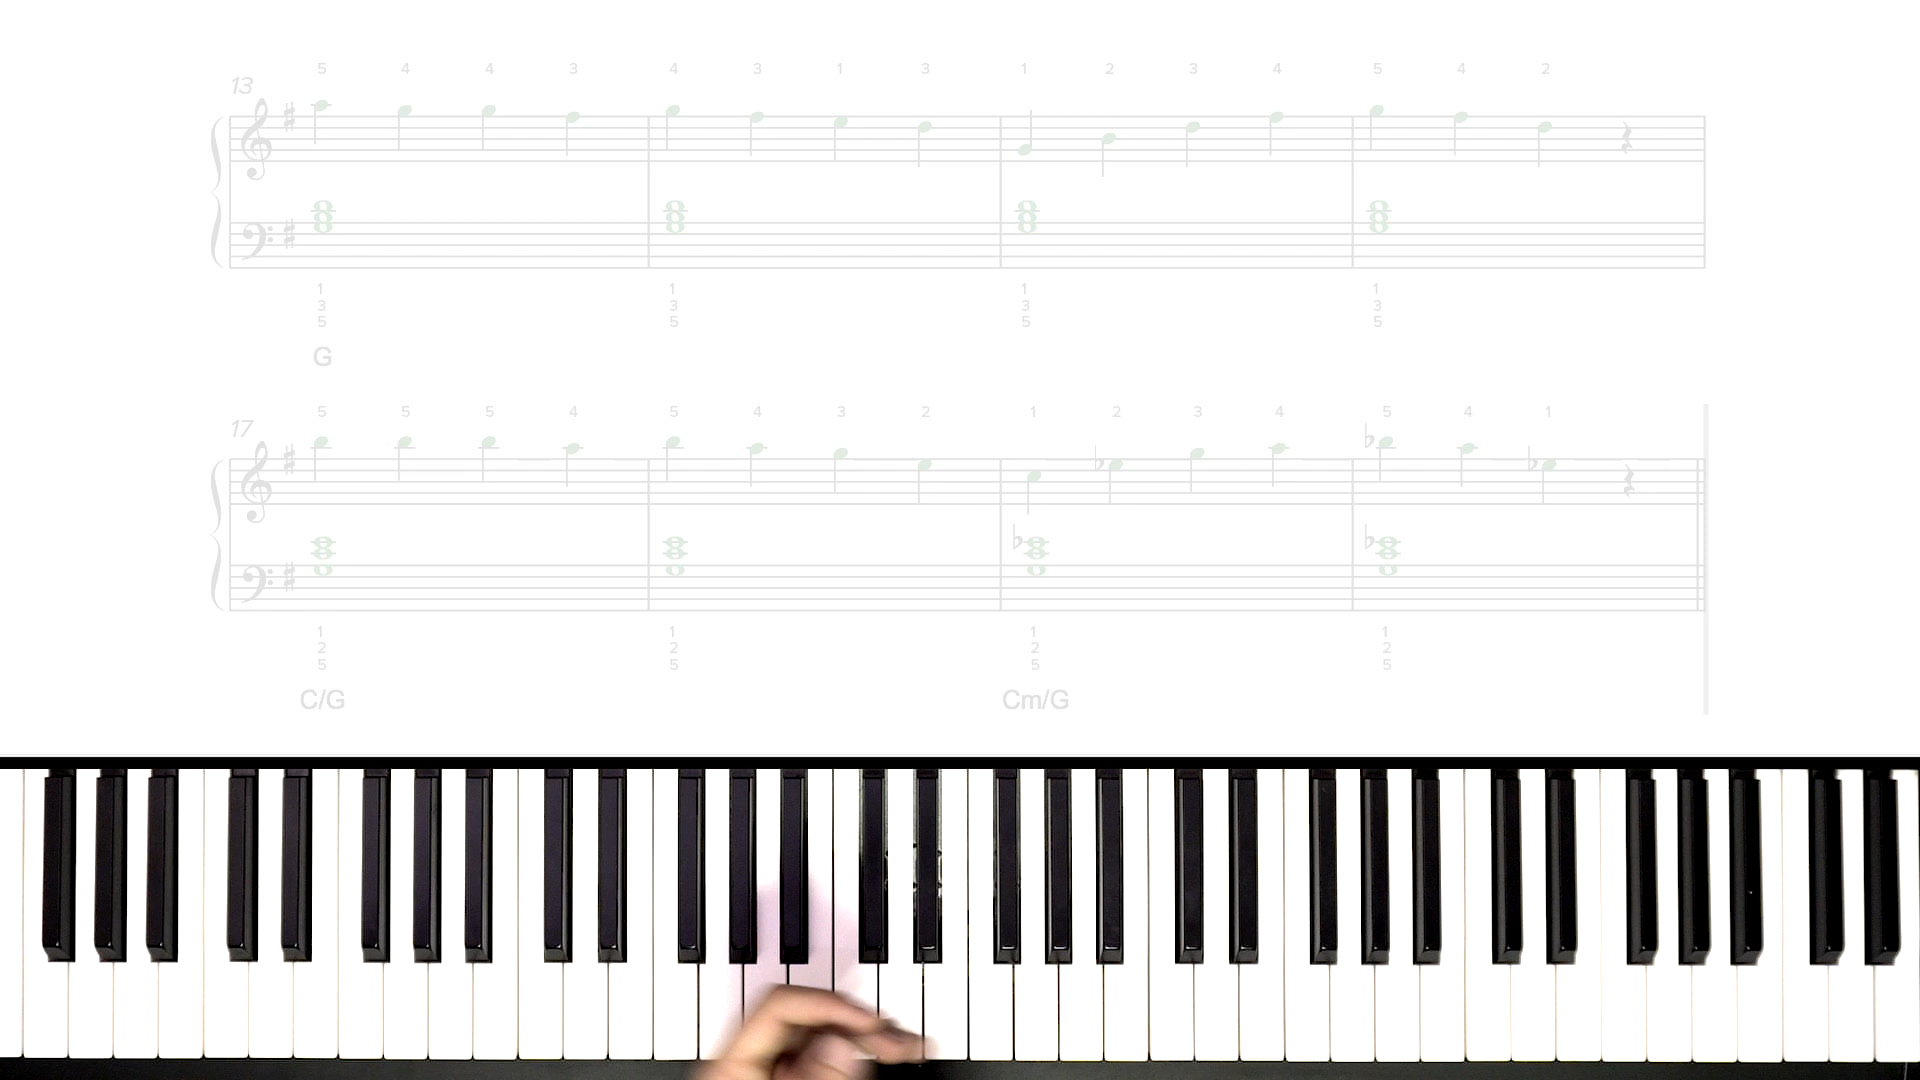 5 4 4 3 4 3 1 3 1 2 3 4 5 4 2
13
1 1 1 1
3 3 3 3
5 5 5 5
G
5 5 5 4 5 4 3 2 1 2 3 4 5 4 1
17
1 1 1 1
2 2 2 2
5 5 5 5
C/G Cm/G